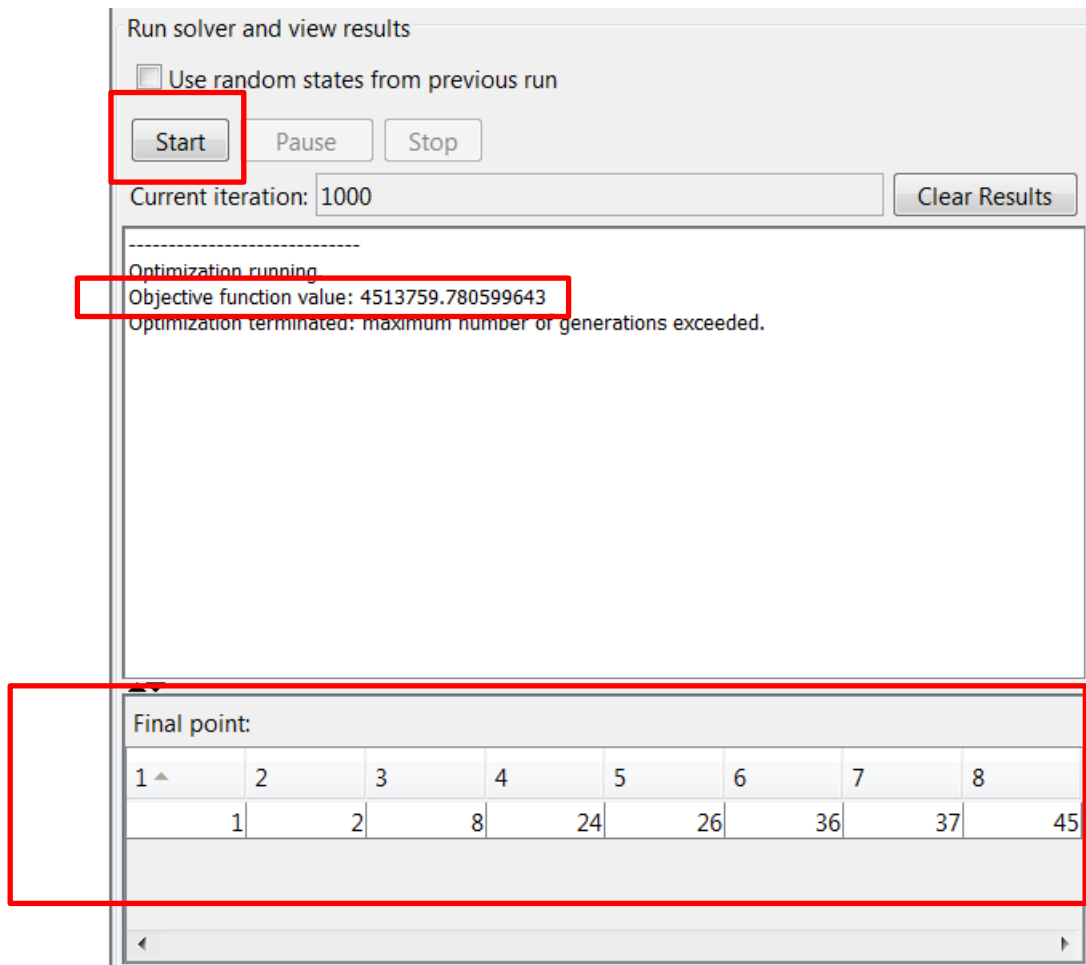 Run solver and view results
Use random states from previous run
Start Pause Stop
Current iteration: 1000 Clear Results
-----------------------------
Optimization running.
Objective function value: 4513759.780599643
Optimization terminated: maximum number of generations exceeded.
Final point:
1 2 3 4 5 6 7 8
1 2 8 24 26 36 37 45